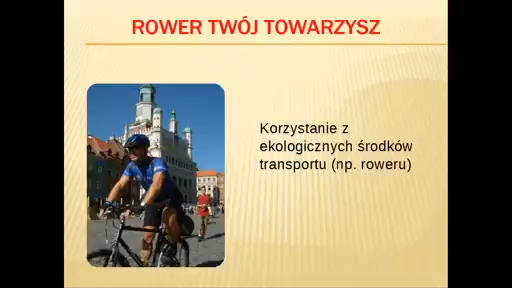 ROWER TWÓJ TOWARZYSZ
Korzystanie z
ekologicznych środków
transportu (np. roweru)